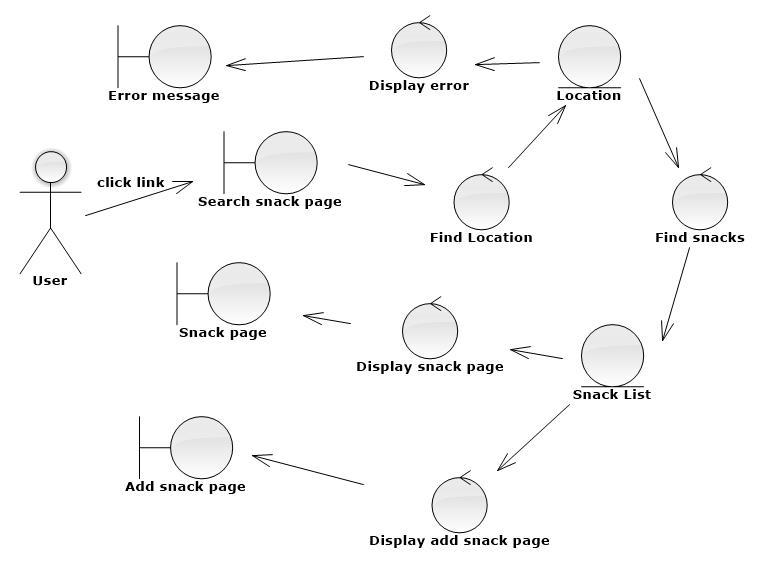 Error message
Display error
Location
click link
Search snack page
Find Location
Find snacks
User
Snack page
Display snack page
Snack List
Add snack page
Display add snack page